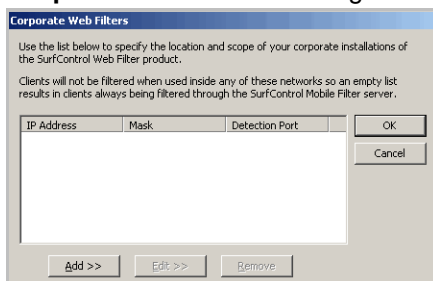 Corporate Web Filters
Use the list below to specify the location and scope of your corporate installations of
the SurfControl Web Filter product.
Clients will not be filtered when used inside any of these networks so an empty list
results in clients always being filtered through the SurfControl Mobile Filter server.
IP Address Mask Detection Port
OK
Cancel
Add >> Edit >> Remove